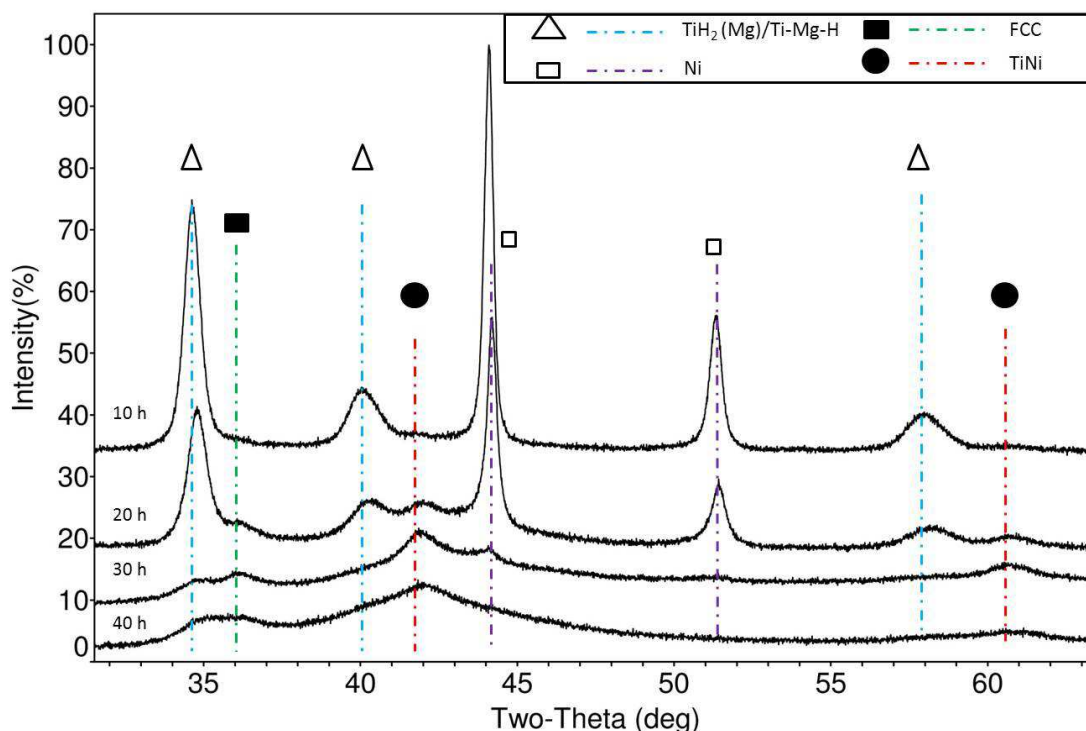 TiH₂ (Mg)/Ti-Mg-H
FCC
Ni
TiNi
100
90
80
70
60
50
40
30
20
10
0
Intensity(%)
10 h
20 h
30 h
40 h
35
40
45
50
55
60
Two-Theta (deg)